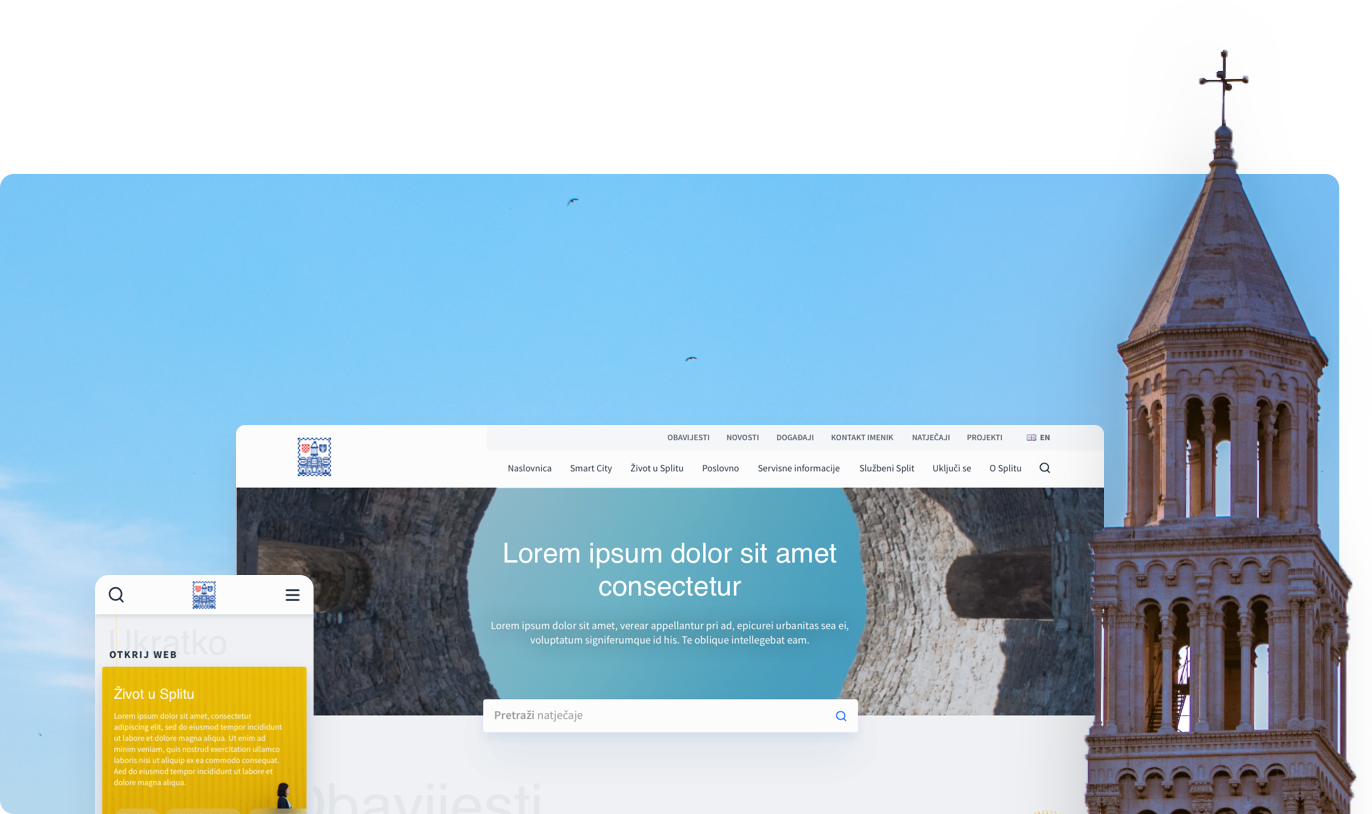 OBAVIJESTI NOVOSTI DOGAĐAJI KONTAKT IMENIK NATJEČAJI PROJEKTI EN
Naslovnica Smart City Život u Splitu Poslovno Servisne informacije Službeni Split Uključi se O Splitu
Lorem ipsum dolor sit amet
consectetur
Lorem ipsum dolor sit amet, verear appellantur pri ad, epicurei urbanitas sea ei,
voluptatum signiferumque id his. Te oblique intellegebat eam.
Pretraži natječaje
Obavijesti
Ukratko
OTKRIJ WEB
Život u Splitu
Lorem ipsum dolor sit amet, consectetur
adipiscing elit, sed do eiusmod tempor incididunt
ut labore et dolore magna aliqua. Ut enim ad
minim veniam, quis nostrud exercitation ullamco
laboris nisi ut aliquip ex ea commodo consequat.
Aed do eiusmod tempor incididunt ut labore et
dolore magna aliqua.